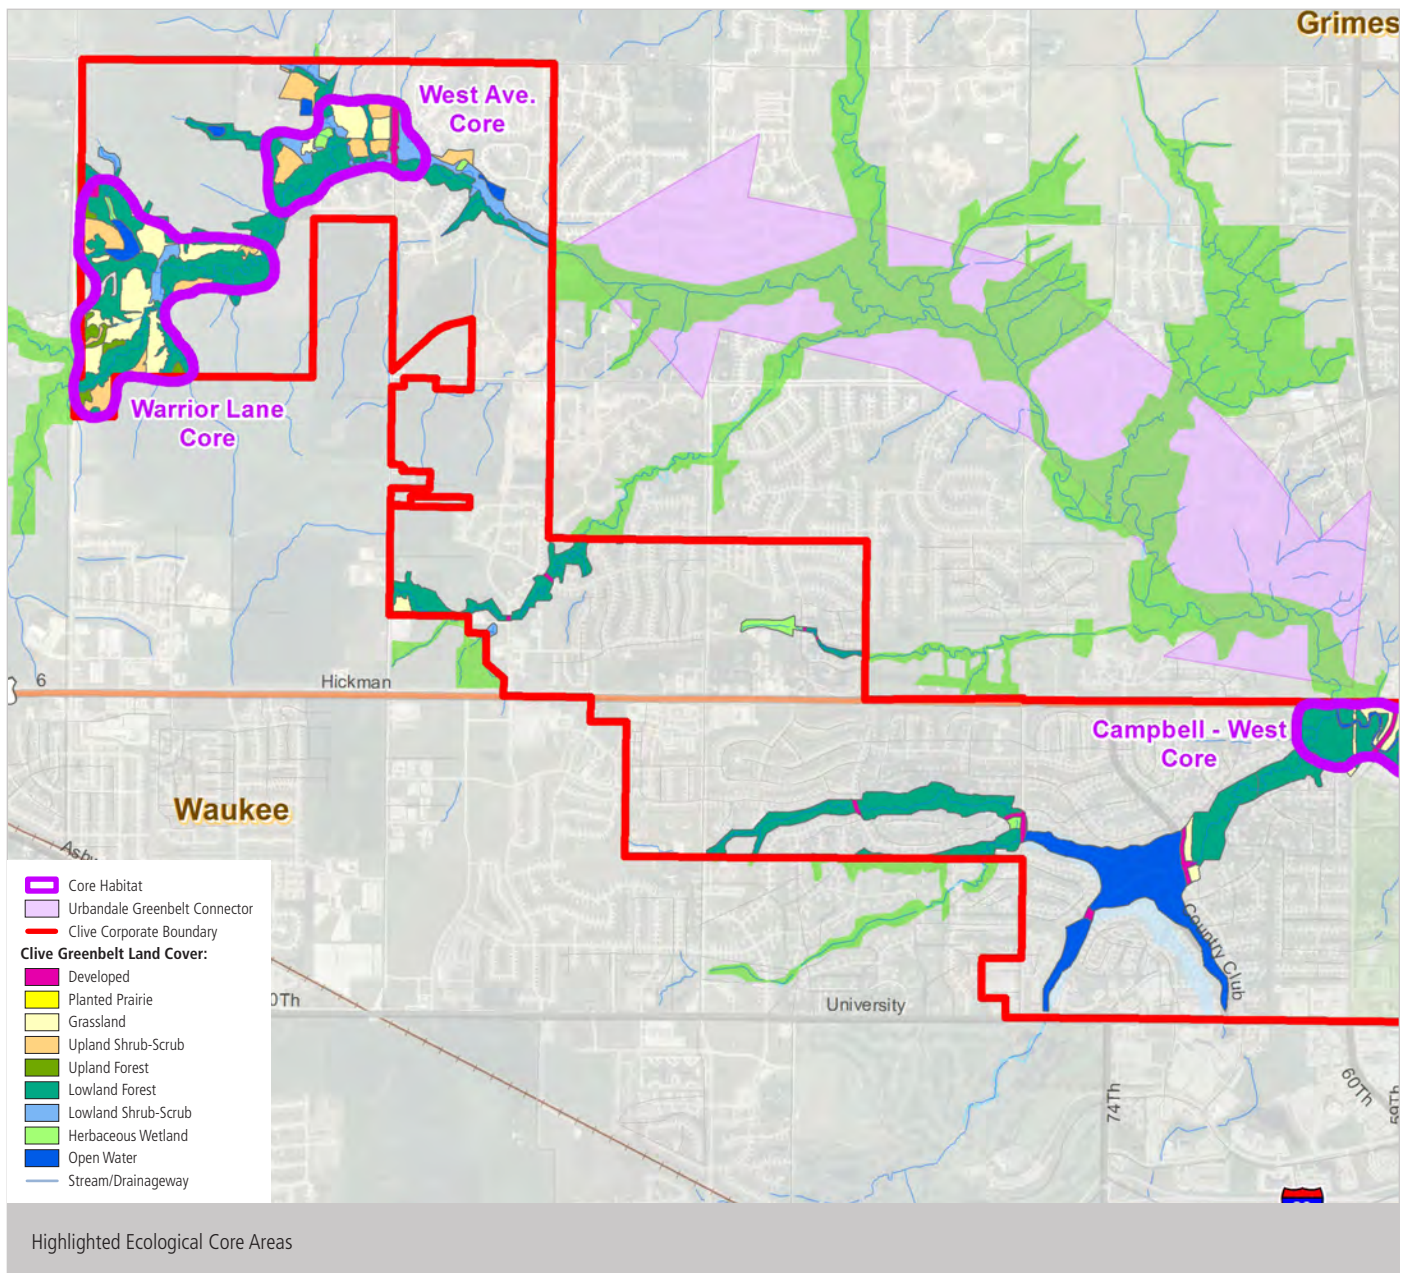 Grimes
West Ave.
Core
Warrior Lane
Core
6
Hickman
Campbell - West
Core
Waukee
Core Habitat
Urbandale Greenbelt Connector
Clive Corporate Boundary
Clive Greenbelt Land Cover:
Developed
Planted Prairie
Grassland
Upland Shrub-Scrub
Upland Forest
Lowland Forest
Lowland Shrub-Scrub
Herbaceous Wetland
Open Water
Stream/Drainageway
Country Club
0Th
University
74Th
60Th
59Th
Highlighted Ecological Core Areas